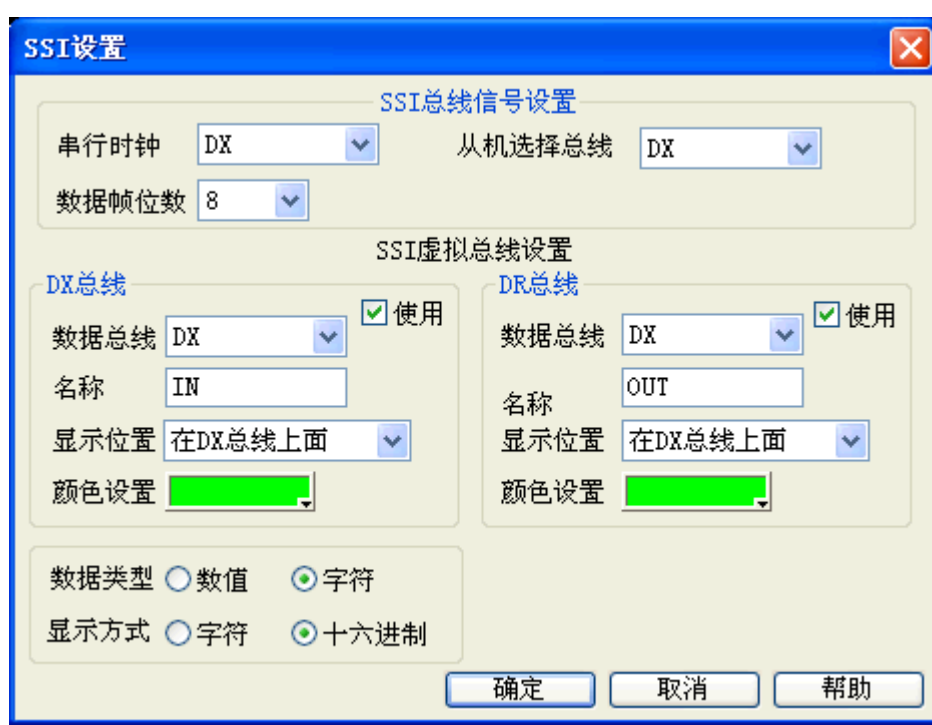 SSI设置
SSI总线信号设置
串行时钟 DX 从机选择总线 DX
数据帧位数 8
SSI虚拟总线设置
DX总线
使用
数据总线 DX
名称 IN
显示位置 在DX总线上面
颜色设置
DR总线
使用
数据总线 DX
名称 OUT
显示位置 在DX总线上面
颜色设置
数据类型 数值 字符
显示方式 字符 十六进制
确定 取消 帮助